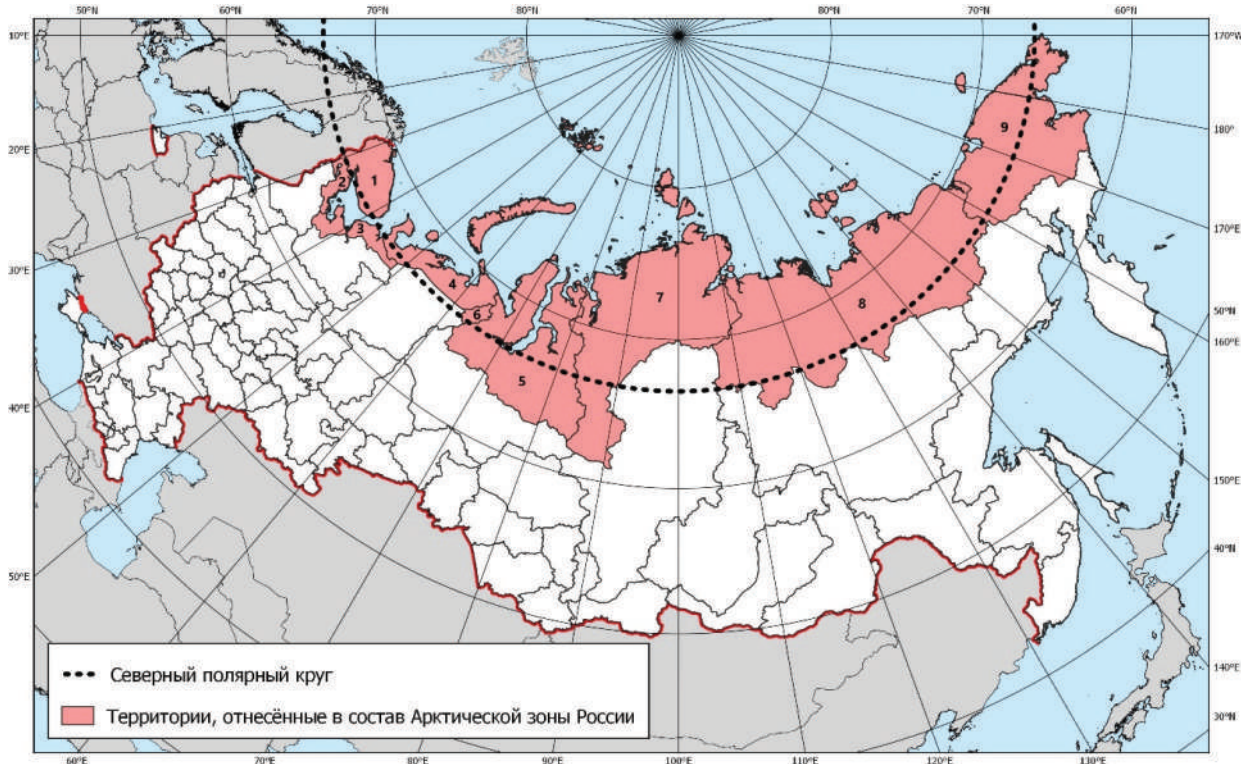 50°N 60°N 70°N 80°N 80°N 70°N 60°N
10°E 170°W
20°E 180°
30°E 170°E
40°E 50°N
160°E
50°E 150°E
40°N
140°E
30°N
1
2
3
4
6
5
7
8
9
Северный полярный круг
Территории, отнесённые в состав Арктической зоны России
60°E 70°E 80°E 90°E 100°E 110°E 120°E 130°E